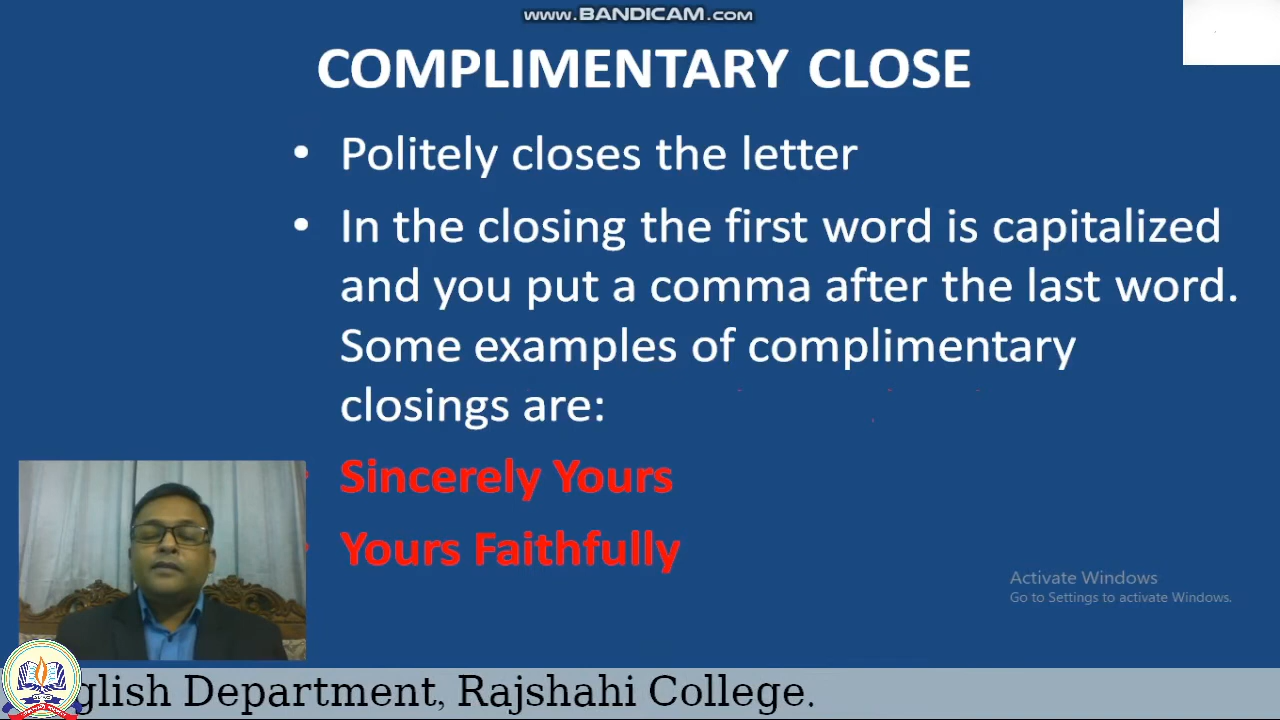 www.BANDICAM.com
COMPLIMENTARY CLOSE
• Politely closes the letter
• In the closing the first word is capitalized
and you put a comma after the last word.
Some examples of complimentary
closings are:
Sincerely Yours
Yours Faithfully
Activate Windows
Go to Settings to activate Windows.
glish Department, Rajshahi College.